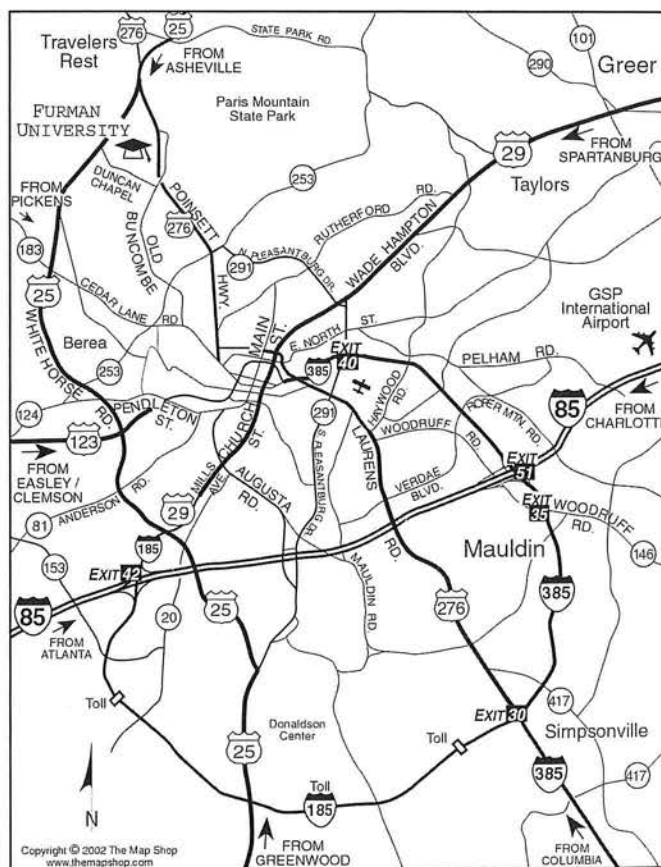 276
25
STATE PARK RD.
101
Travelers
Rest
FROM
ASHEVILLE
290
Greer
FURMAN
UNIVERSITY
Paris Mountain
State Park
29
FROM
SPARTANBURG
Taylors
DUNCAN
CHAPEL
253
FROM
PICKENS
POINSETT
HWY.
276
OLD
BUNCOMBE
RUTHERFORD RD.
WADE HAMPTON
BLVD.
183
291
N. PLEASANTBURG DR.
25
CEDAR LANE RD
GSP
International
Airport
WHITE HORSE
RD.
Berea
MAIN
ST.
E. NORTH ST.
EXIT
40
385
PELHAM RD.
253
HAYWOOD
RD.
85
FROM
CHARLOTTE
124
PENDLETON
ST.
291
ROPER MTN. RD.
WOODRUFF
RD.
123
CHURCH
ST.
LAURENS
RD.
S. PLEASANTBURG DR.
EXIT
51
FROM
EASLEY /
CLEMSON
MILLS
AVE.
AUGUSTA
RD.
VERDAE
BLVD.
EXIT
35
WOODRUFF
RD.
ANDERSON RD.
29
81
185
Mauldin
146
153
EXIT 42
MAULDIN RD.
85
FROM
ATLANTA
20
25
276
385
417
Toll
EXIT 30
Simpsonville
Donaldson
Center
Toll
25
417
Toll
185
385
N
FROM
GREENWOOD
FROM
COLUMBIA
Copyright © 2002 The Map Shop
www.themapshop.com